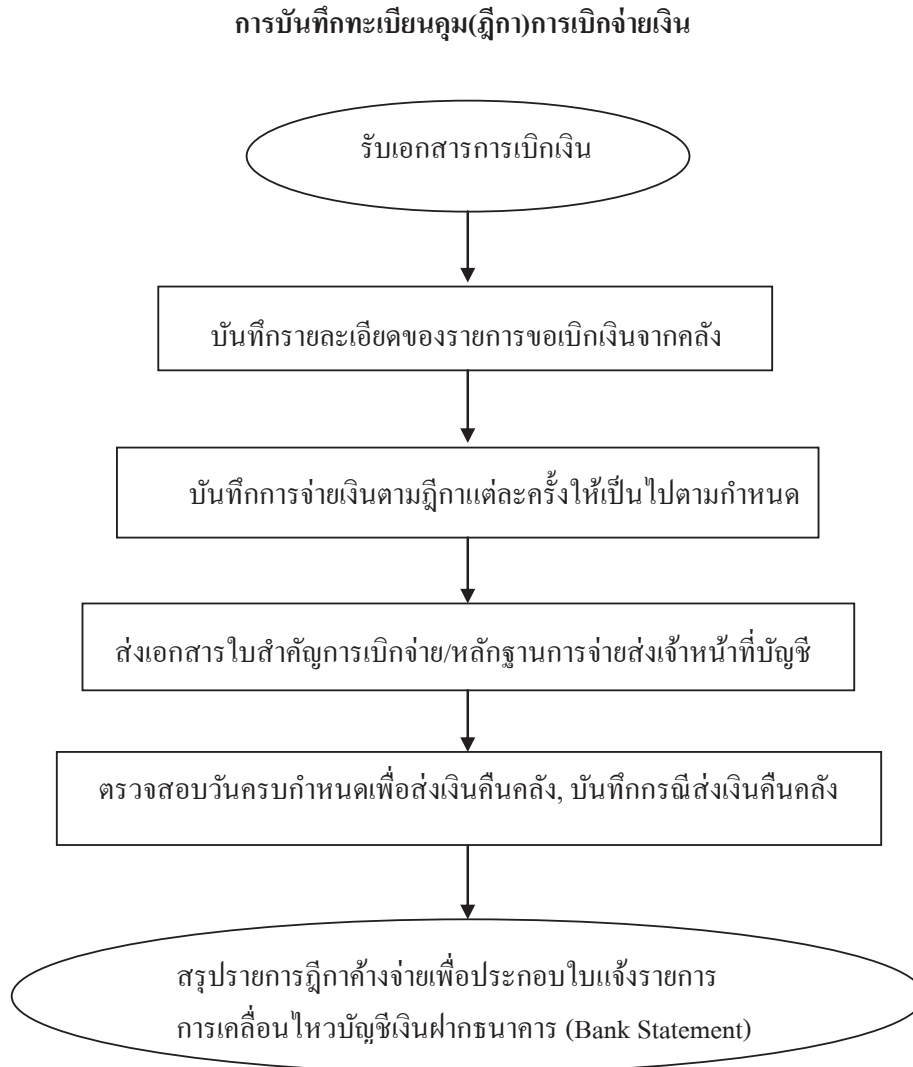 การบันทึกทะเบียนคุม(ฎีกา)การเบิกจ่ายเงิน
รับเอกสารการเบิกเงิน
บันทึกรายละเอียดของรายการขอเบิกเงินจากคลัง
บันทึกการจ่ายเงินตามฎีกาแต่ละครั้งให้เป็นไปตามกำหนด
ส่งเอกสารใบสำคัญการเบิกจ่าย/หลักฐานการจ่ายส่งเจ้าหน้าที่บัญชี
ตรวจสอบวันครบกำหนดเพื่อส่งเงินคืนคลัง, บันทึกกรณีส่งเงินคืนคลัง
สรุปรายการฎีกาค้างจ่ายเพื่อประกอบใบแจ้งรายการ
การเคลื่อนไหวบัญชีเงินฝากธนาคาร (Bank Statement)